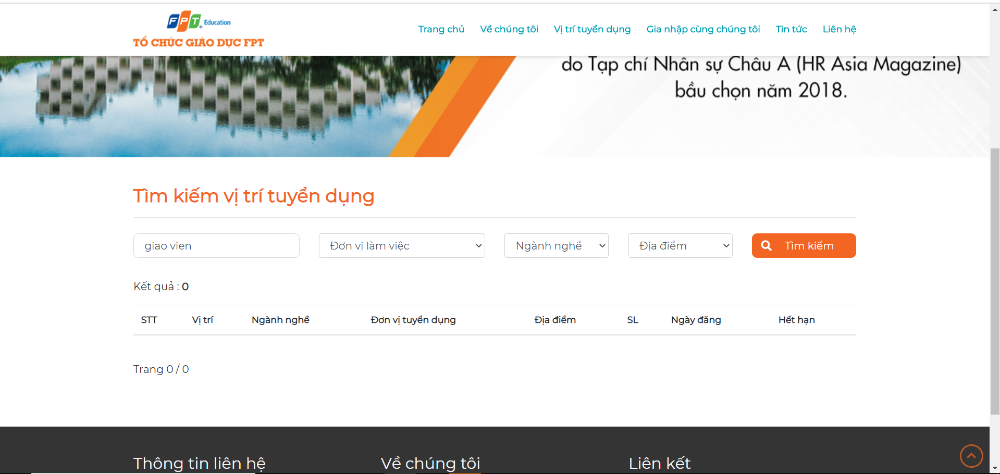 FPT Education
TỔ CHỨC GIÁO DỤC FPT
Trang chủ Về chúng tôi Vị trí tuyển dụng Gia nhập cùng chúng tôi Tin tức Liên hệ
do Tạp chí Nhân sự Châu Á (HR Asia Magazine)
bầu chọn năm 2018.
Tìm kiếm vị trí tuyển dụng
giao vien Đơn vị làm việc Ngành nghề Địa điểm Tìm kiếm
Kết quả : 0
STT Vị trí Ngành nghề Đơn vị tuyển dụng Địa điểm SL Ngày đăng Hết hạn
Trang 0 / 0
Thông tin liên hệ Về chúng tôi Liên kết